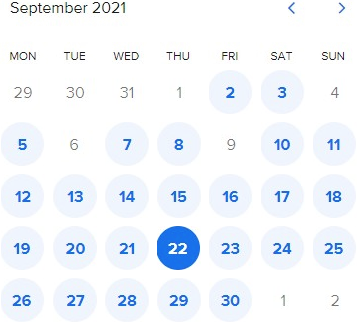 September 2021
MON TUE WED THU FRI SAT SUN
29 30 31 1 2 3 4
5 6 7 8 9 10 11
12 13 14 15 16 17 18
19 20 21 22 23 24 25
26 27 28 29 30 1 2